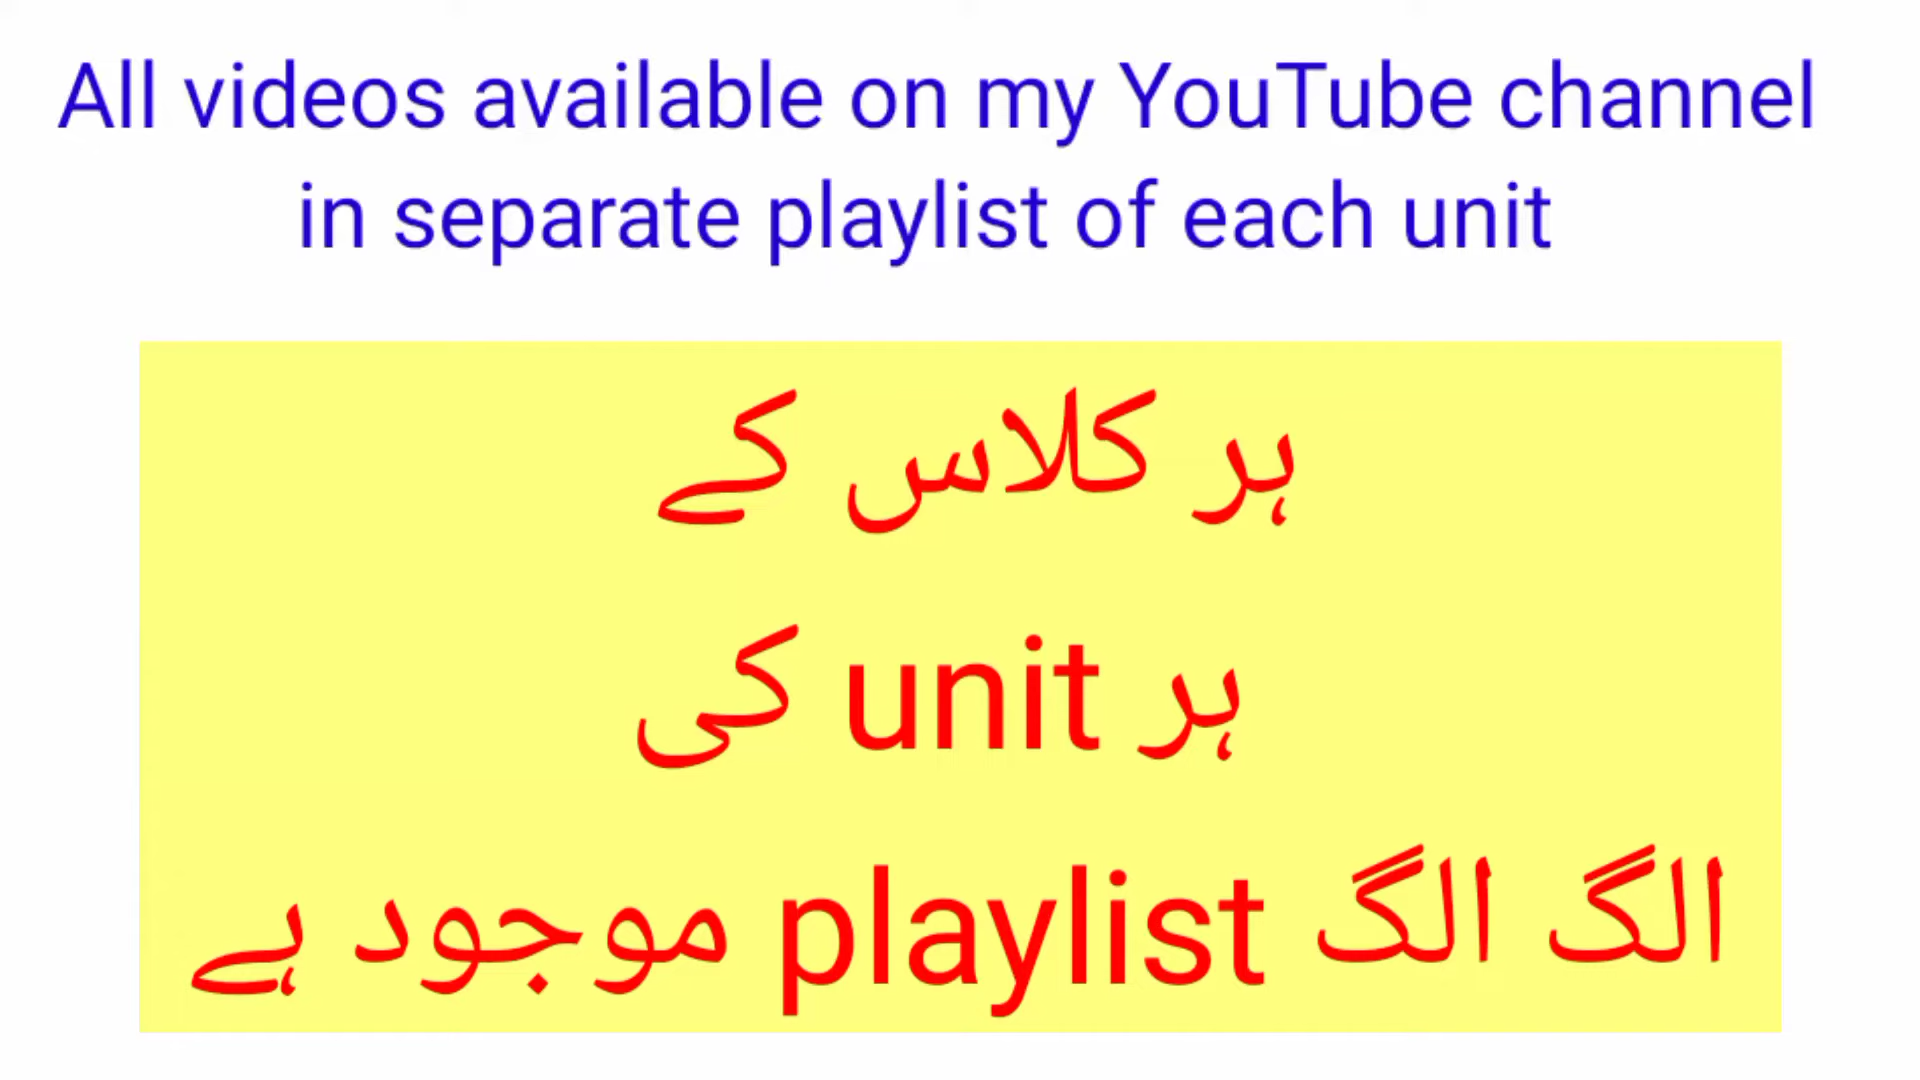 All videos available on my YouTube channel
in separate playlist of each unit
ہر کلاس کے
ہر unit کی
الگ الگ playlist موجود ہے